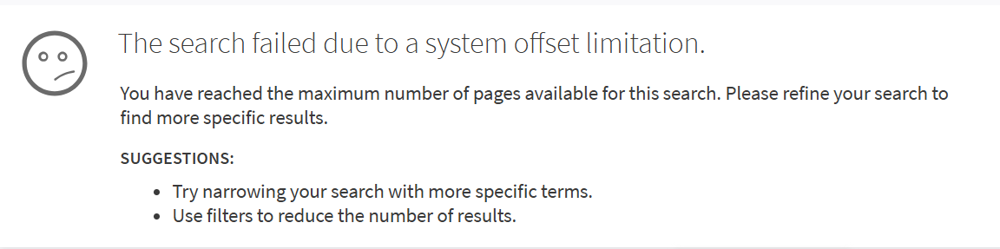 The search failed due to a system offset limitation.
You have reached the maximum number of pages available for this search. Please refine your search to
find more specific results.
SUGGESTIONS:
• Try narrowing your search with more specific terms.
• Use filters to reduce the number of results.